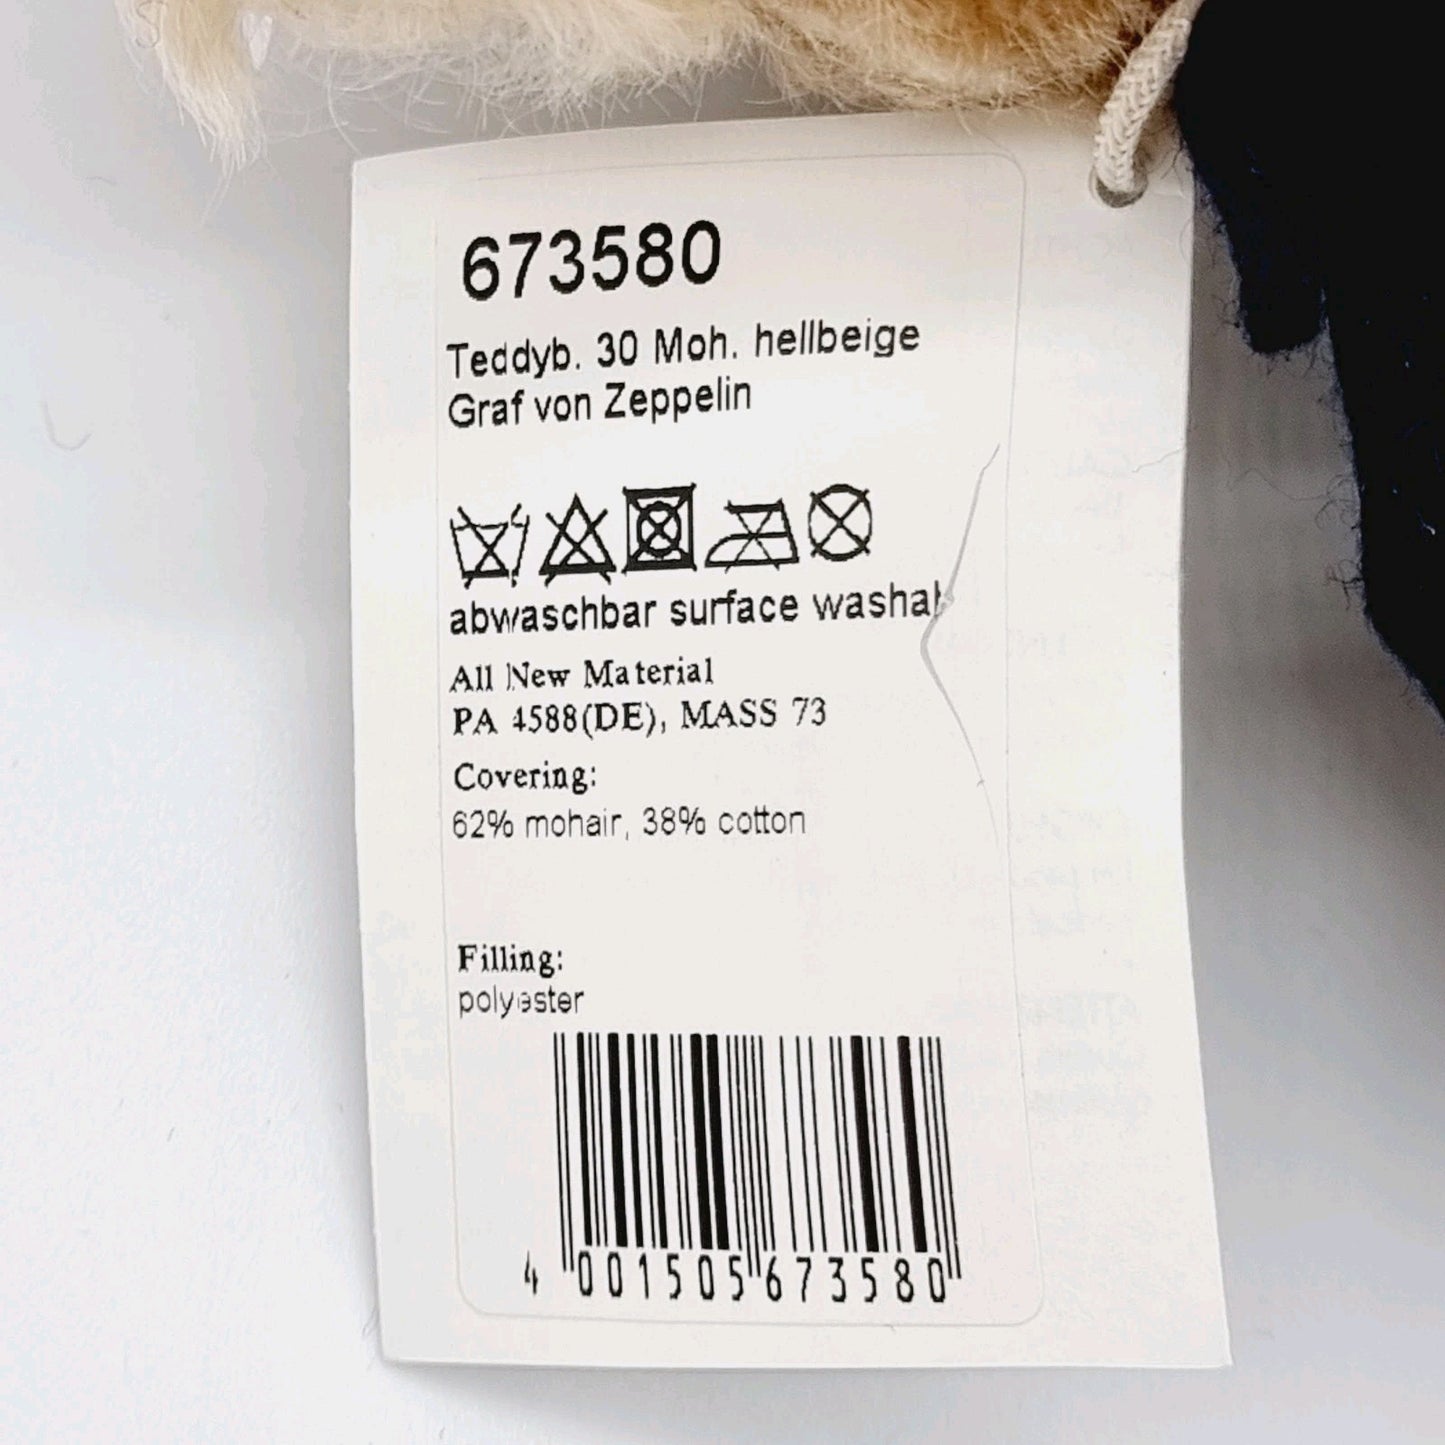 673580
Teddyb. 30 Moh. hellbeige
Graf von Zeppelin
abwaschbar surface washab
All New Material
PA 4588(DE), MASS 73
Covering:
62% mohair, 38% cotton
Filling:
polyester
4 001505 673580